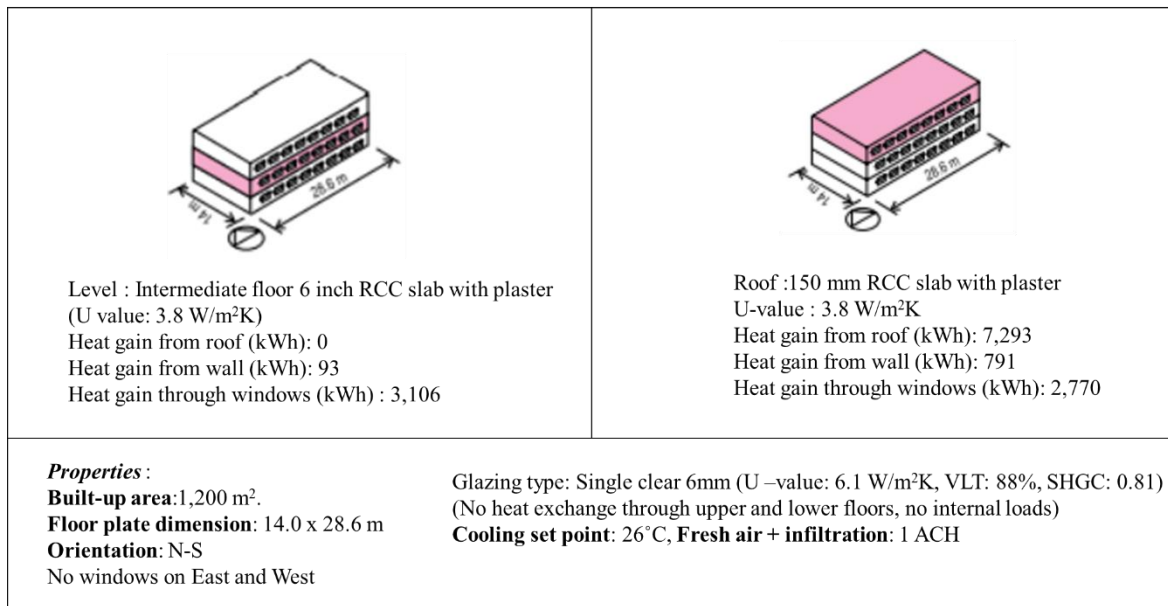 14 m
28.6 m
Level : Intermediate floor 6 inch RCC slab with plaster
(U value: 3.8 W/m²K)
Heat gain from roof (kWh): 0
Heat gain from wall (kWh): 93
Heat gain through windows (kWh) : 3,106
14 m
28.6 m
Roof :150 mm RCC slab with plaster
U-value : 3.8 W/m²K
Heat gain from roof (kWh): 7,293
Heat gain from wall (kWh): 791
Heat gain through windows (kWh): 2,770
Properties :
Built-up area:1,200 m².
Floor plate dimension: 14.0 x 28.6 m
Orientation: N-S
No windows on East and West
Glazing type: Single clear 6mm (U –value: 6.1 W/m²K, VLT: 88%, SHGC: 0.81)
(No heat exchange through upper and lower floors, no internal loads)
Cooling set point: 26˚C, Fresh air + infiltration: 1 ACH